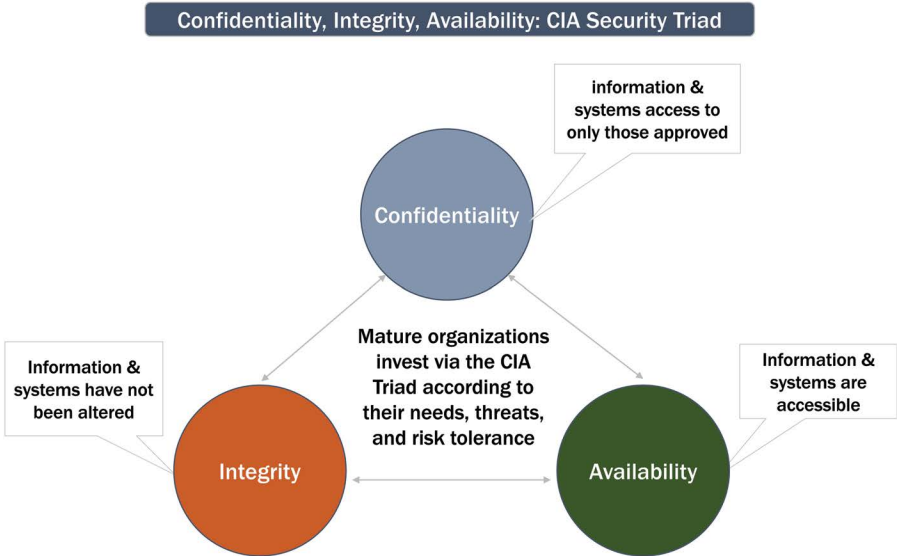 Confidentiality, Integrity, Availability: CIA Security Triad
information &
systems access to
only those approved
Confidentiality
Mature organizations
invest via the CIA
Triad according to
their needs, threats,
and risk tolerance
Information &
systems have not
been altered
Information &
systems are
accessible
Integrity
Availability